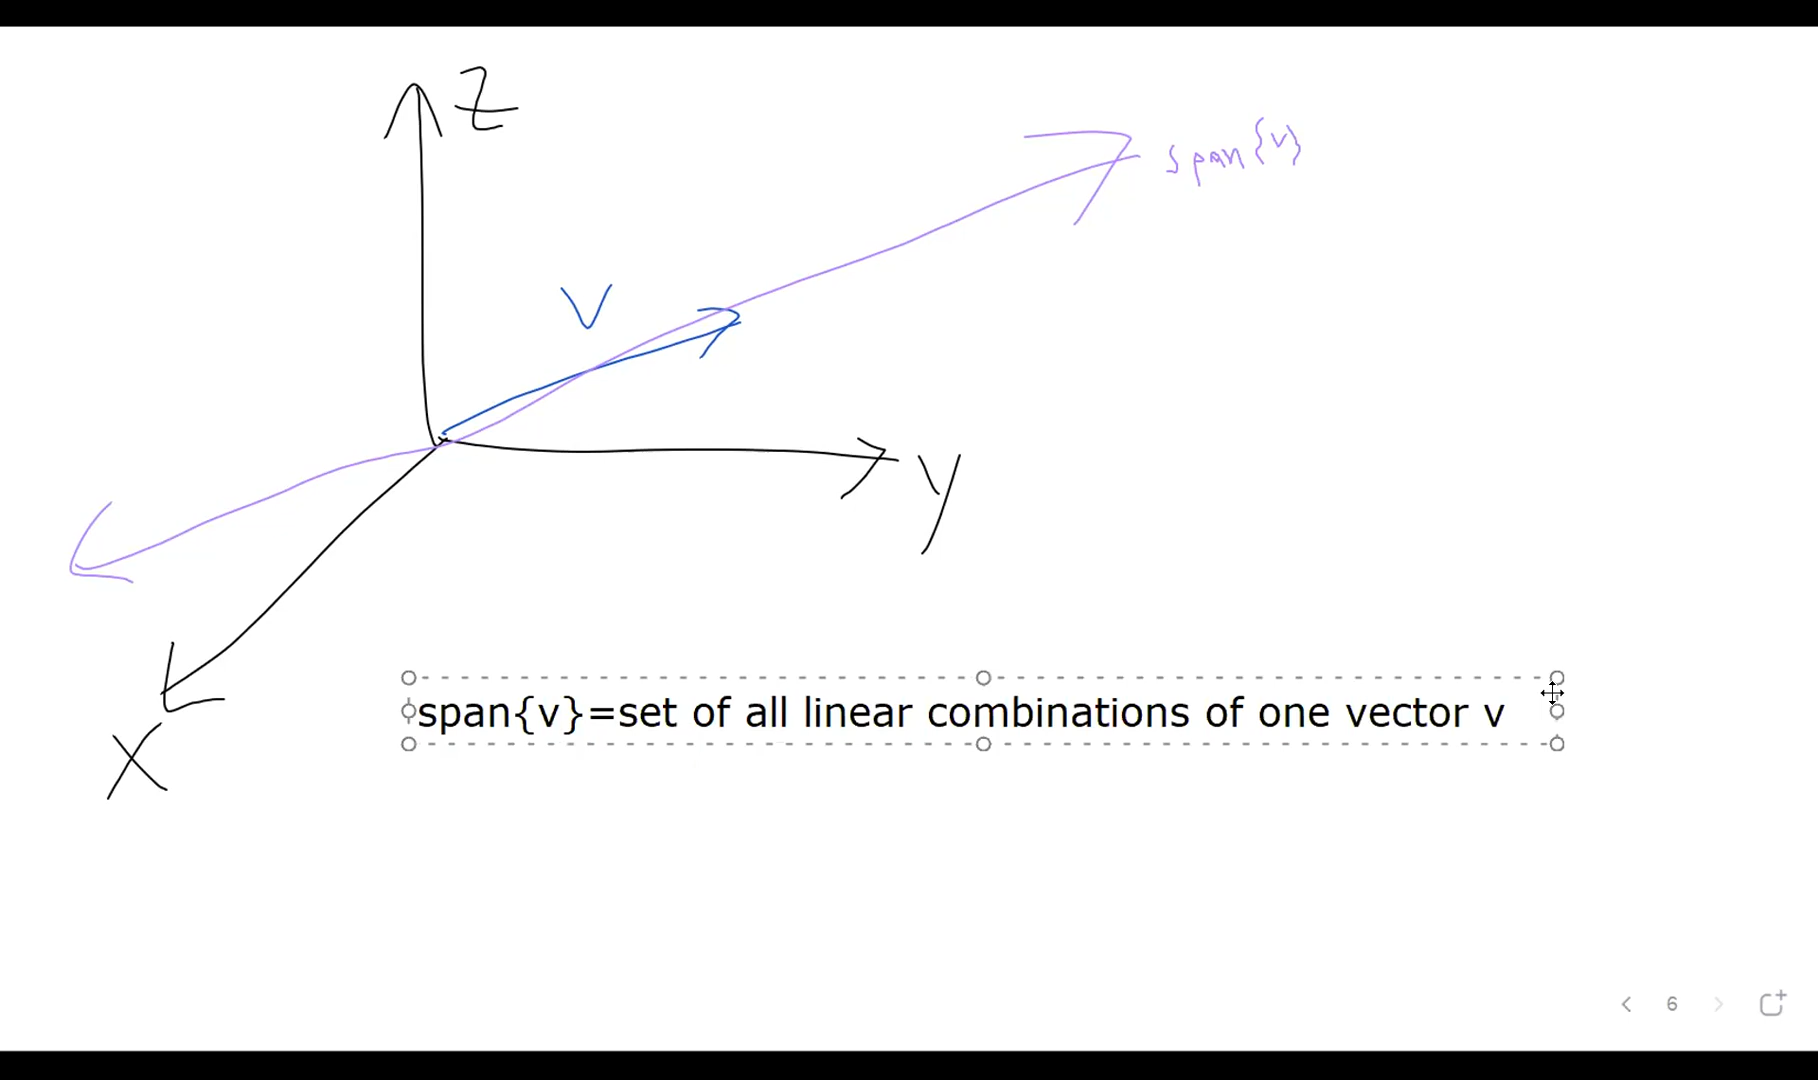 Z
span{v}
v
y
x
span{v}=set of all linear combinations of one vector v
6